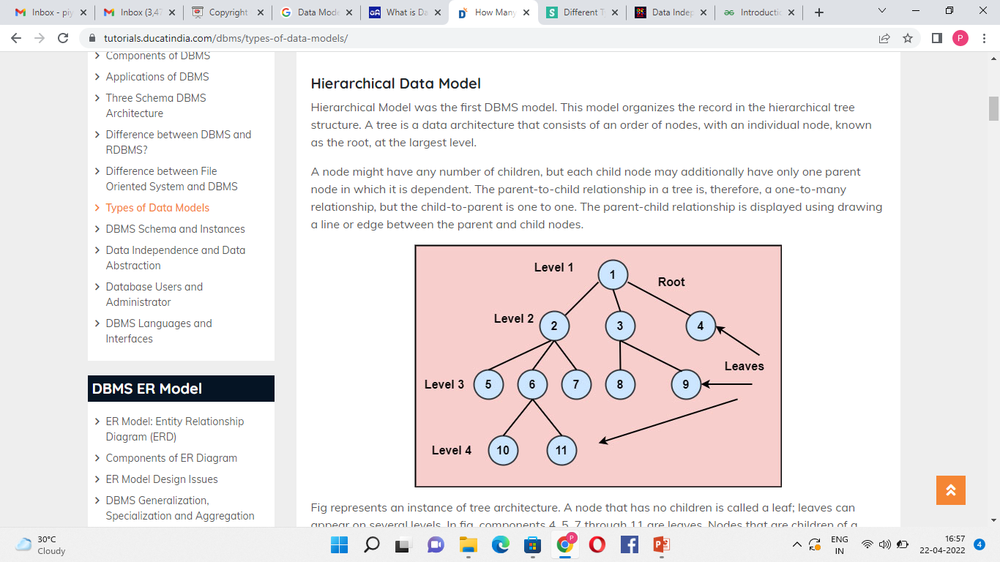 Inbox - piy
Inbox (3,47
Copyright
Data Mode
What is Da
How Many
Different T
Data Indep
Introductio
tutorials.ducatindia.com/dbms/types-of-data-models/
P
Components of DBMS
Applications of DBMS
Three Schema DBMS
Architecture
Difference between DBMS and
RDBMS?
Difference between File
Oriented System and DBMS
Types of Data Models
DBMS Schema and Instances
Data Independence and Data
Abstraction
Database Users and
Administrator
DBMS Languages and
Interfaces
DBMS ER Model
ER Model: Entity Relationship
Diagram (ERD)
Components of ER Diagram
ER Model Design Issues
DBMS Generalization,
Specialization and Aggregation
Hierarchical Data Model
Hierarchical Model was the first DBMS model. This model organizes the record in the hierarchical tree
structure. A tree is a data architecture that consists of an order of nodes, with an individual node, known
as the root, at the largest level.
A node might have any number of children, but each child node may additionally have only one parent
node in which it is dependent. The parent-to-child relationship in a tree is, therefore, a one-to-many
relationship, but the child-to-parent is one to one. The parent-child relationship is displayed using drawing
a line or edge between the parent and child nodes.
Level 1
1
Root
Level 2
2
3
4
Leaves
Level 3
5
6
7
8
9
Level 4
10
11
Fig represents an instance of tree architecture. A node that has no children is called a leaf; leaves can
appear on several levels. In fig, components 4, 5, 7 through 11 are leaves. Nodes that are children of a
30°C
Cloudy
P
ENG
IN
16:57
22-04-2022
4